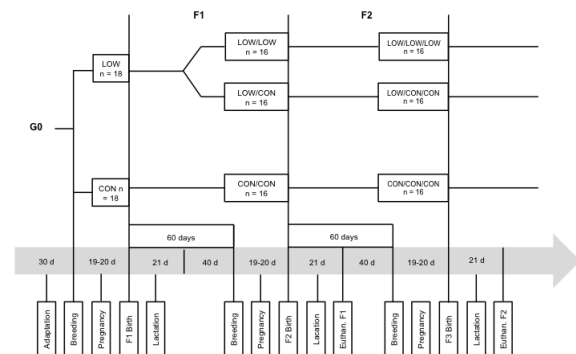 F1
F2
LOW
n = 18
LOW/LOW
n = 16
LOW/LOW/LOW
n = 16
LOW/CON
n = 16
LOW/CON/CON
n = 16
G0
CON n
= 18
CON/CON
n = 16
CON/CON/CON
n = 16
60 days
60 days
30 d
19-20 d
21 d
40 d
19-20 d
21 d
40 d
19-20 d
21 d
Adaptation
Breeding
Pregnancy
F1 Birth
Lactation
Breeding
Pregnancy
F2 Birth
Lacation
Euthan. F1
Breeding
Pregnancy
F3 Birth
Lactation
Euthan. F2